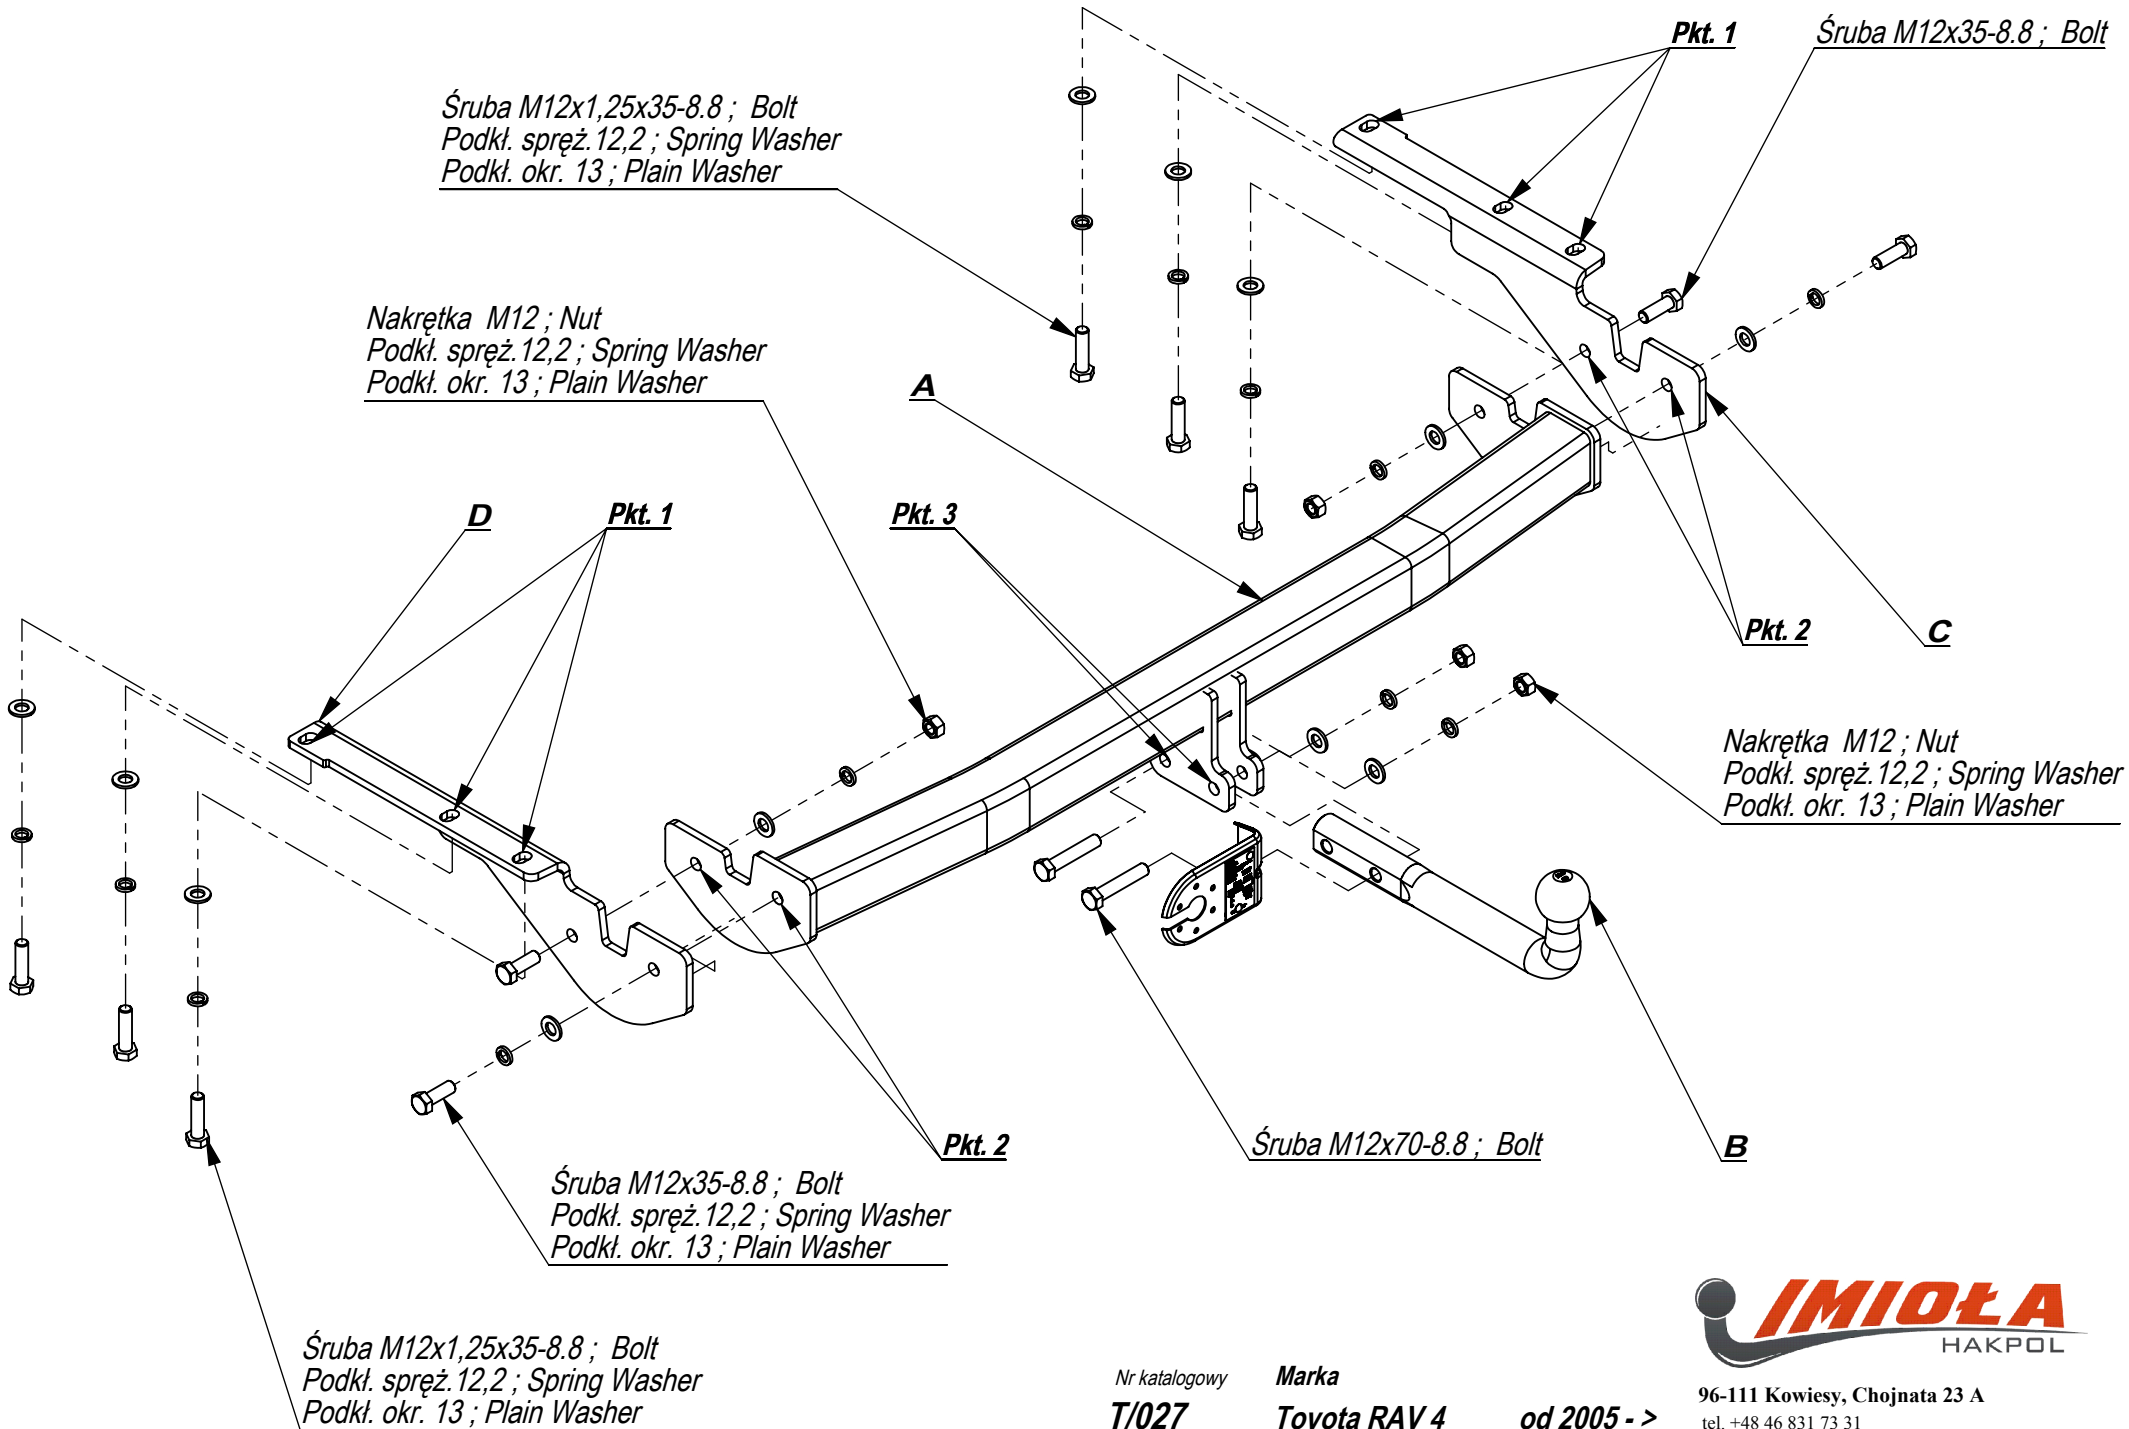 Pkt. 1
Śruba M12x35-8.8 ; Bolt
Śruba M12x1,25x35-8.8 ; Bolt
Podkł. spręż.12,2 ; Spring Washer
Podkł. okr. 13 ; Plain Washer
Nakrętka M12 ; Nut
Podkł. spręż.12,2 ; Spring Washer
Podkł. okr. 13 ; Plain Washer
A
D
Pkt. 1
Pkt. 3
Pkt. 2
C
Nakrętka M12 ; Nut
Podkł. spręż.12,2 ; Spring Washer
Podkł. okr. 13 ; Plain Washer
Pkt. 2
Śruba M12x70-8.8 ; Bolt
B
Śruba M12x35-8.8 ; Bolt
Podkł. spręż.12,2 ; Spring Washer
Podkł. okr. 13 ; Plain Washer
Śruba M12x1,25x35-8.8 ; Bolt
Podkł. spręż.12,2 ; Spring Washer
Podkł. okr. 13 ; Plain Washer
IMIOŁA
HAKPOL
Nr katalogowy Marka
T/027 Toyota RAV 4 od 2005 - >
96-111 Kowiesy, Chojnata 23 A
tel. +48 46 831 73 31